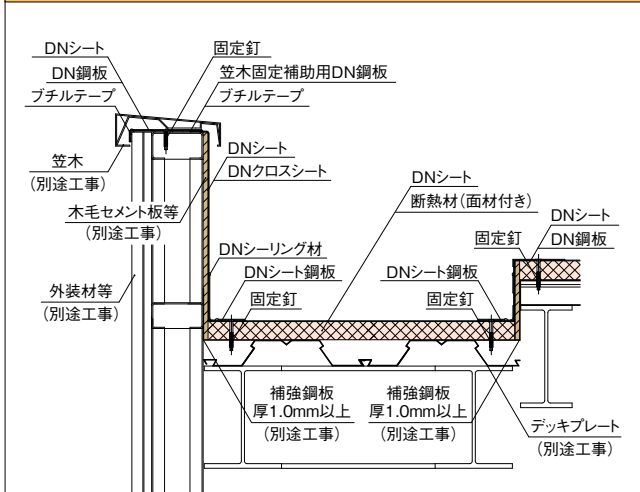 DNシート
DN鋼板
ブチルテープ
固定釘
笠木固定補助用DN鋼板
ブチルテープ
笠木
(別途工事)
木毛セメント板等
(別途工事)
外装材等
(別途工事)
DNシート
DNクロスシート
DNシート
断熱材(面材付き)
DNシーリング材
DNシート鋼板
固定釘
DNシート鋼板
固定釘
固定釘
DNシート
DN鋼板
補強鋼板
厚1.0mm以上
(別途工事)
補強鋼板
厚1.0mm以上
(別途工事)
デッキプレート
(別途工事)